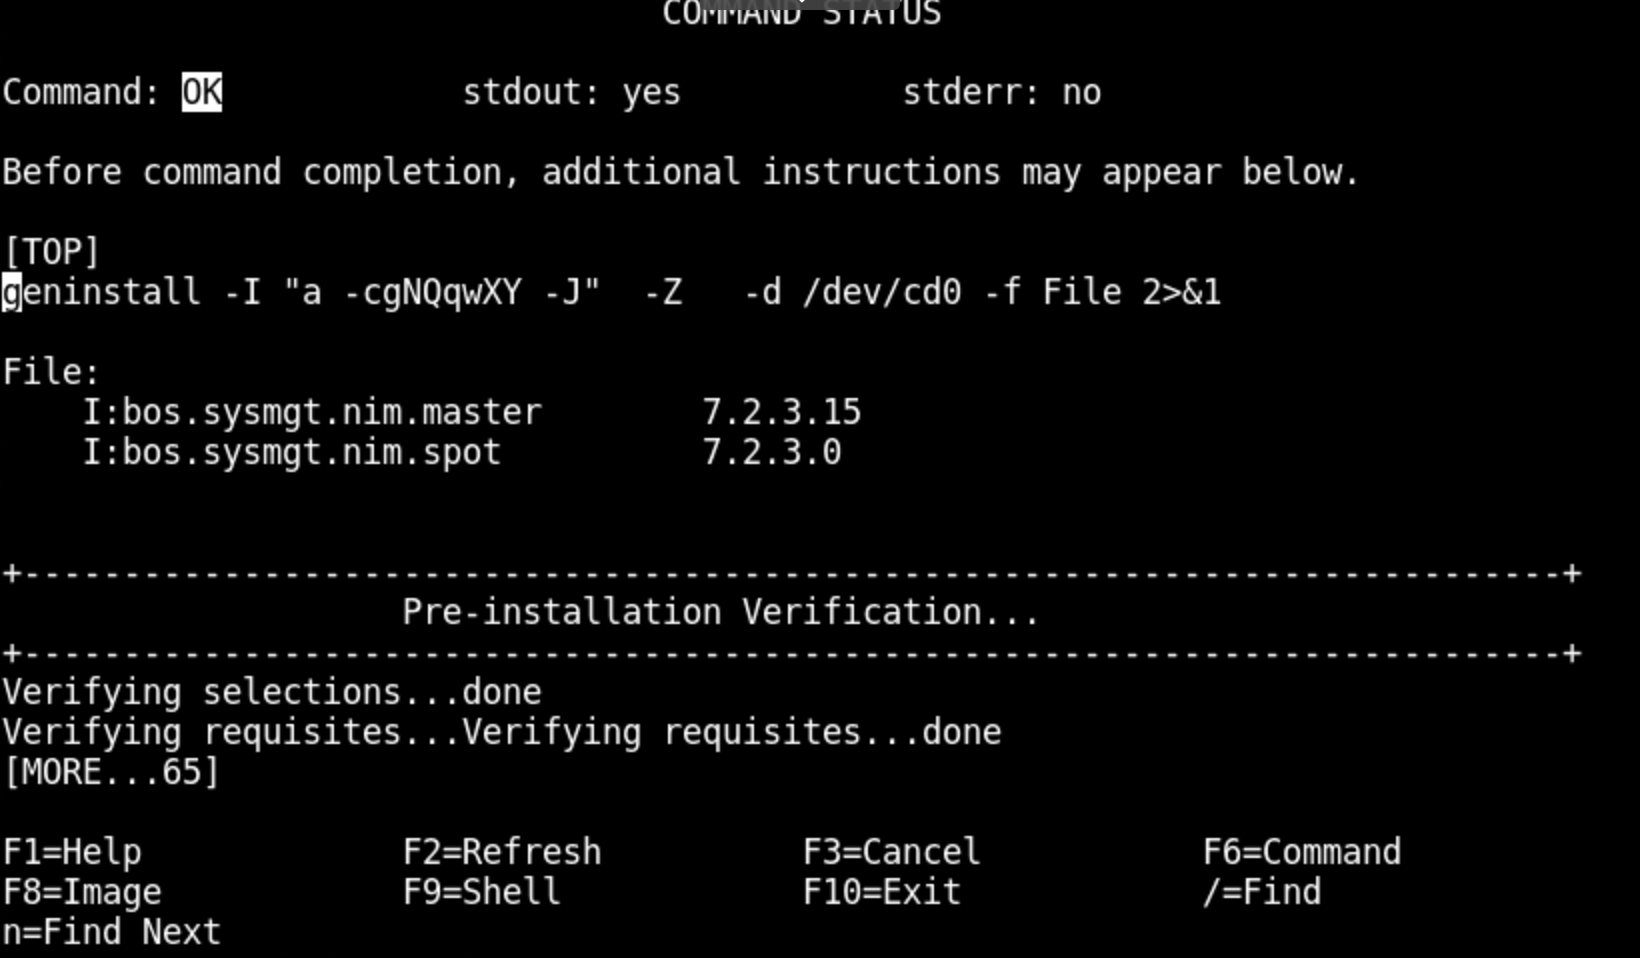 COMMAND STATUS
Command: OK stdout: yes stderr: no
Before command completion, additional instructions may appear below.
[TOP]
geninstall -I "a -cgNQqwXY -J" -Z -d /dev/cd0 -f File 2>&1
File:
I:bos.sysmgt.nim.master 7.2.3.15
I:bos.sysmgt.nim.spot 7.2.3.0
+-----------------------------------------------------------------------------+
Pre-installation Verification...
+-----------------------------------------------------------------------------+
Verifying selections...done
Verifying requisites...Verifying requisites...done
[MORE...65]
F1=Help F2=Refresh F3=Cancel F6=Command
F8=Image F9=Shell F10=Exit /=Find
n=Find Next